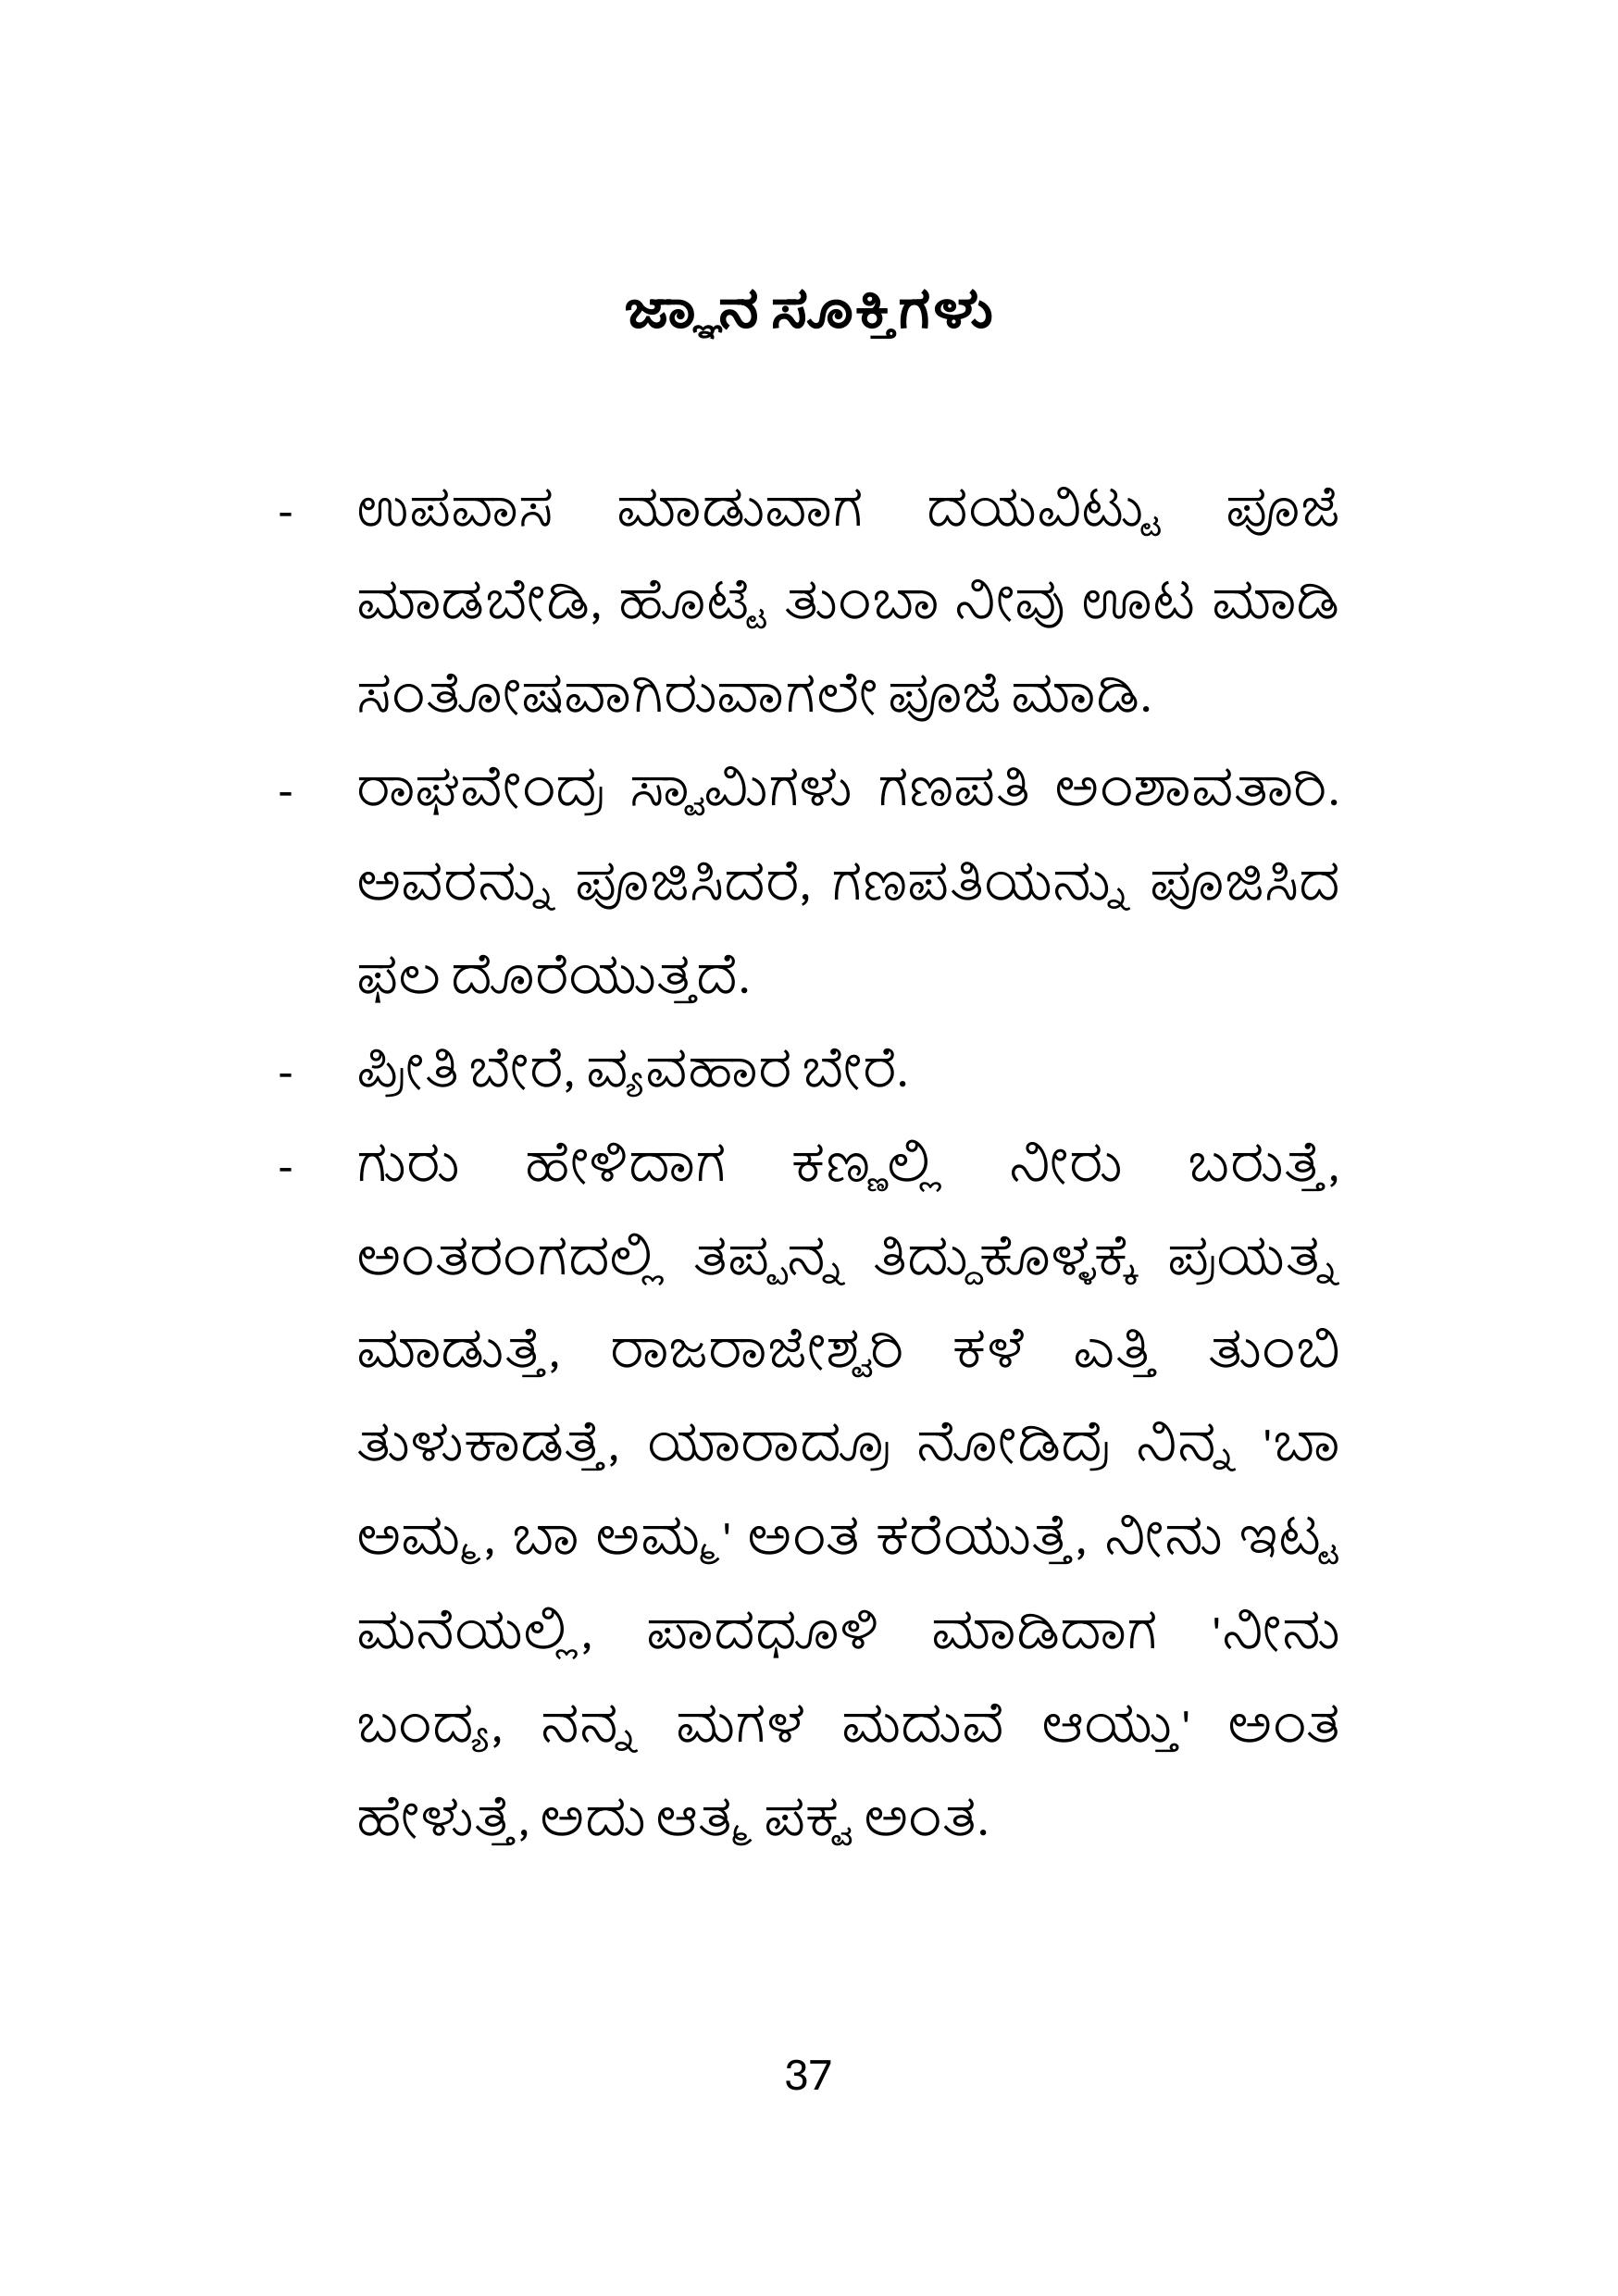 ಜ್ಞಾನ ಸೂಕ್ತಿಗಳು
- ಉಪವಾಸ ಮಾಡುವಾಗ ದಯವಿಟ್ಟು ಪೂಜೆ
ಮಾಡಬೇಡಿ, ಹೊಟ್ಟೆ ತುಂಬಾ ನೀವು ಊಟ ಮಾಡಿ
ಸಂತೋಷವಾಗಿರುವಾಗಲೇ ಪೂಜೆ ಮಾಡಿ.
- ರಾಘವೇಂದ್ರ ಸ್ವಾಮಿಗಳು ಗಣಪತಿ ಅಂಶಾವತಾರಿ.
ಅವರನ್ನು ಪೂಜಿಸಿದರೆ, ಗಣಪತಿಯನ್ನು ಪೂಜಿಸಿದ
ಫಲ ದೊರೆಯುತ್ತದೆ.
- ಪ್ರೀತಿ ಬೇರೆ, ವ್ಯವಹಾರ ಬೇರೆ.
- ಗುರು ಹೇಳಿದಾಗ ಕಣ್ಣಲ್ಲಿ ನೀರು ಬರುತ್ತೆ,
ಅಂತರಂಗದಲ್ಲಿ ತಪ್ಪನ್ನ ತಿದ್ದುಕೊಳ್ಳಕ್ಕೆ ಪ್ರಯತ್ನ
ಮಾಡುತ್ತೆ, ರಾಜರಾಜೇಶ್ವರಿ ಕಳೆ ಎತ್ತಿ ತುಂಬಿ
ತುಳುಕಾಡತ್ತೆ, ಯಾರಾದ್ರೂ ನೋಡಿದ್ರೆ ನಿನ್ನ 'ಬಾ
ಅಮ್ಮ, ಬಾ ಅಮ್ಮ' ಅಂತ ಕರೆಯುತ್ತೆ, ನೀನು ಇಟ್ಟ
ಮನೆಯಲ್ಲಿ, ಪಾದಧೂಳಿ ಮಾಡಿದಾಗ 'ನೀನು
ಬಂದ್ಯ, ನನ್ನ ಮಗಳ ಮದುವೆ ಆಯ್ತು' ಅಂತ
ಹೇಳುತ್ತೆ, ಅದು ಆತ್ಮ ಪಕ್ವ ಅಂತ.
37